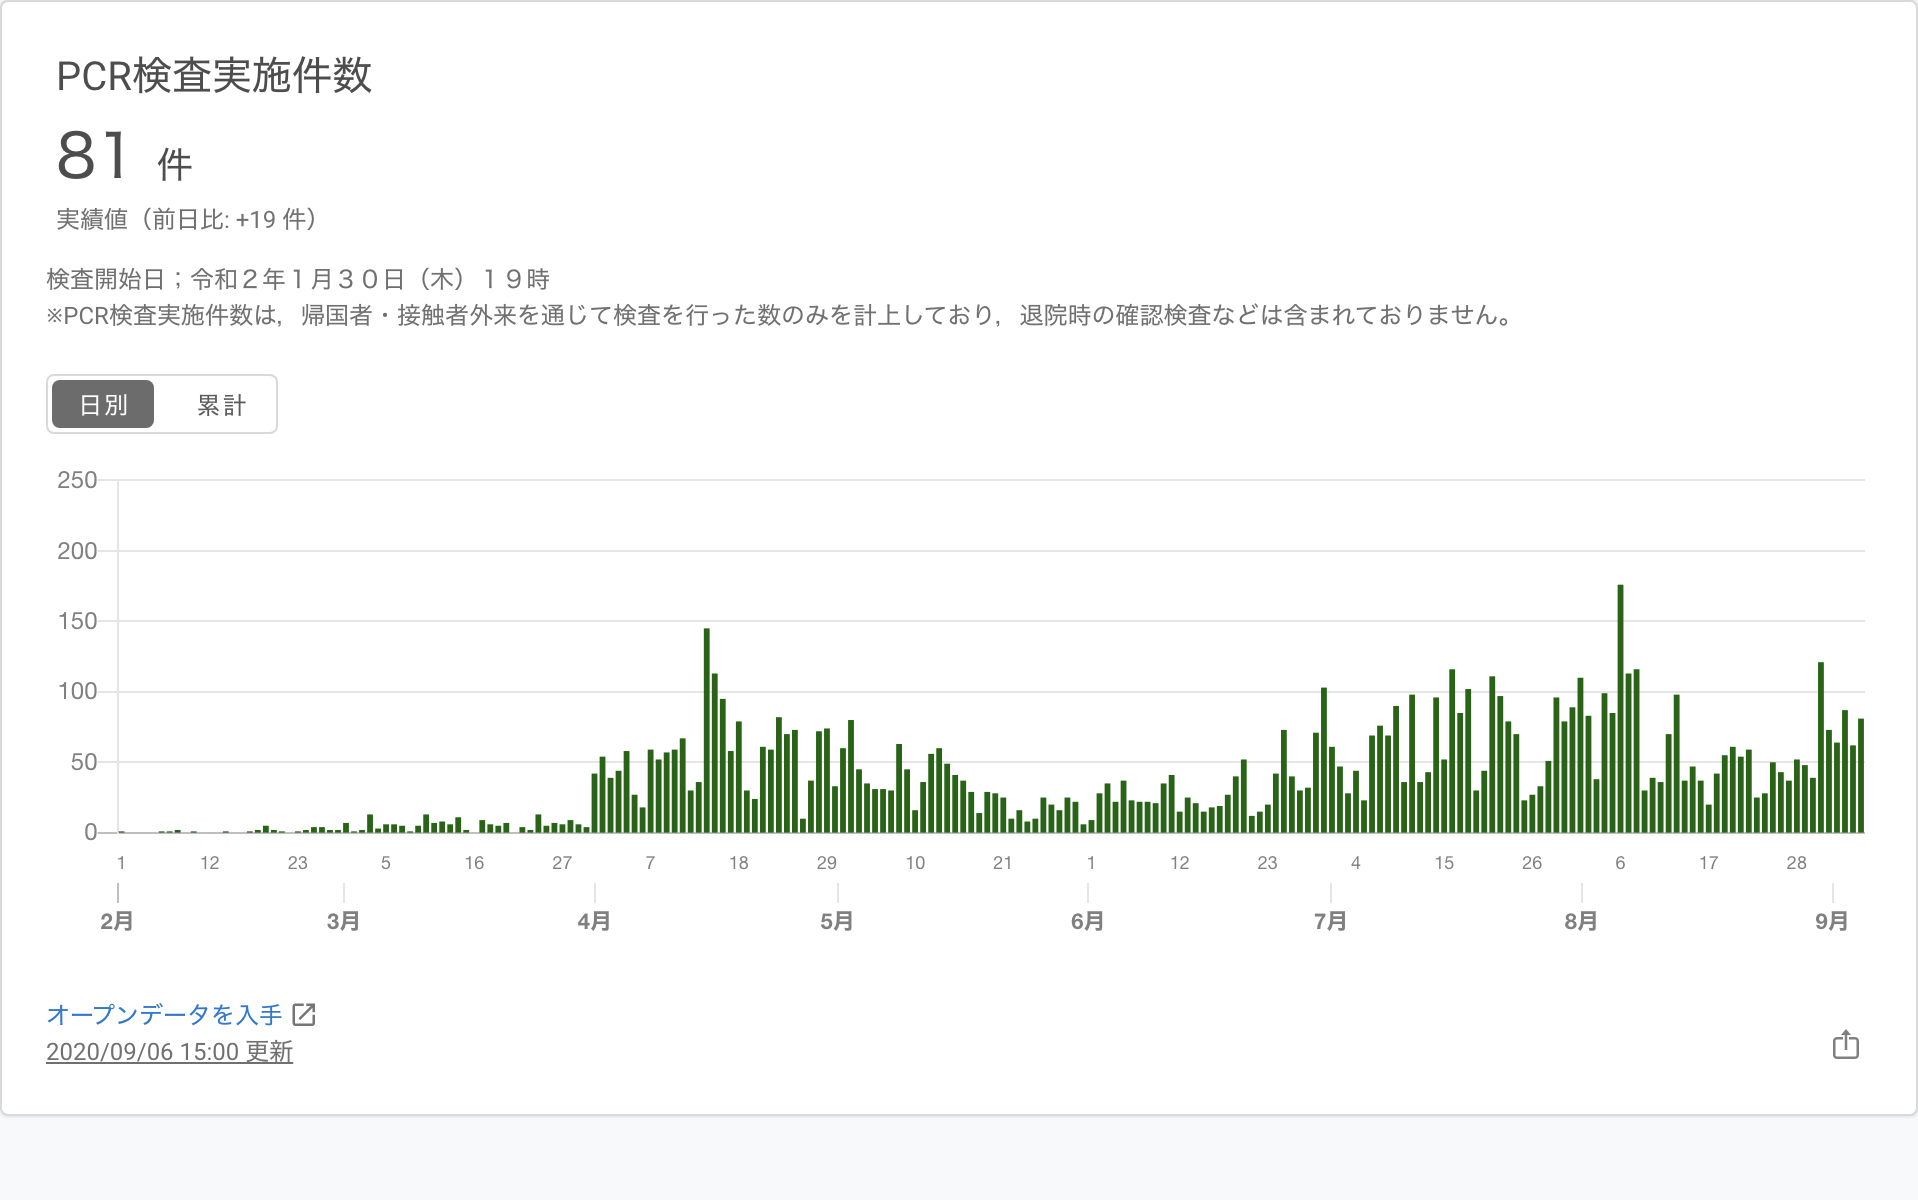 PCR検査実施件数
81 件
実績値（前日比: +19 件）
検査開始日；令和２年１月３０日（木）１９時
※PCR検査実施件数は，帰国者・接触者外来を通じて検査を行った数のみを計上しており，退院時の確認検査などは含まれておりません。
日別 累計
250
200
150
100
50
0
1 12 23 5 16 27 7 18 29 10 21 1 12 23 4 15 26 6 17 28
2月 3月 4月 5月 6月 7月 8月 9月
オープンデータを入手
2020/09/06 15:00 更新